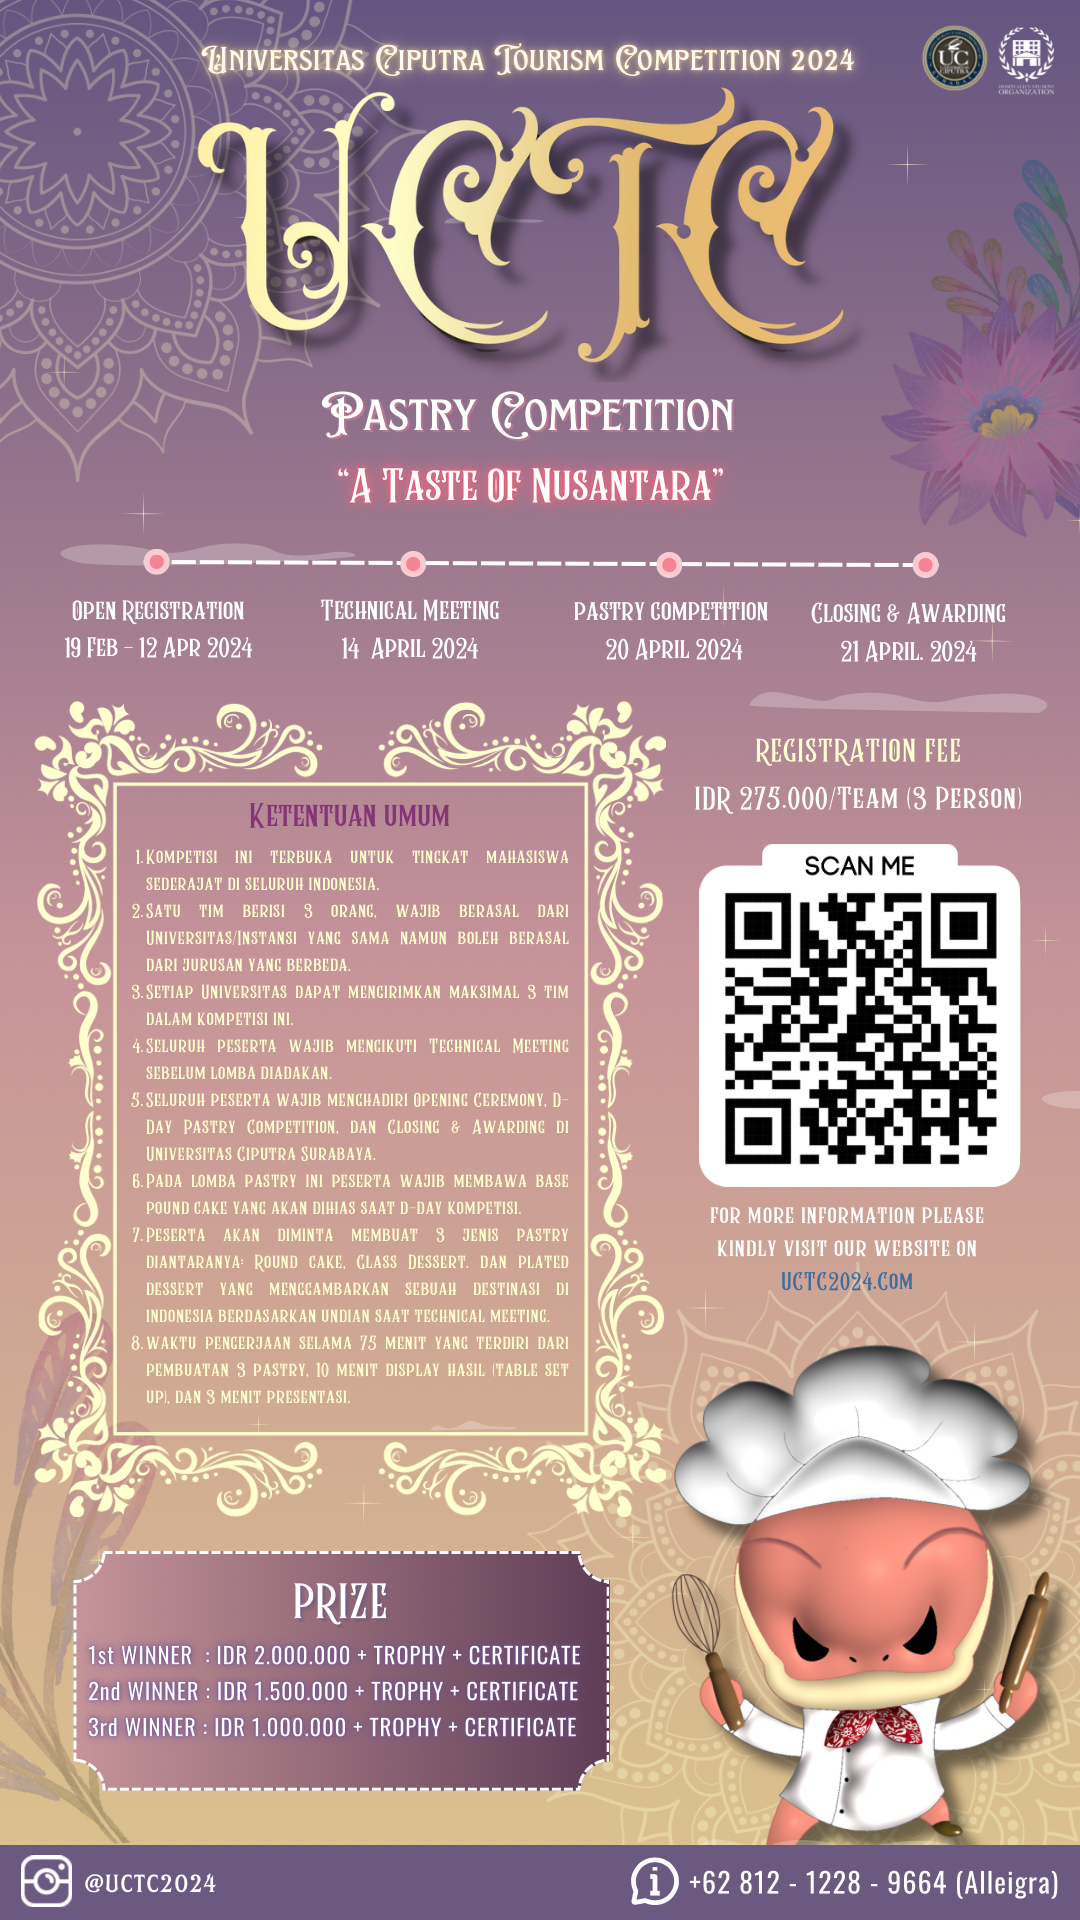 Universitas Ciputra Tourism Competition 2024
UC
CIPUTRA
HOSPITALITY STUDENT
ORGANIZATION
UCTC
Pastry Competition
“A Taste Of Nusantara”
Open Registration
19 Feb - 12 Apr 2024
Technical Meeting
14 April 2024
pastry competition
20 April 2024
Closing & Awarding
21 April. 2024
Ketentuan umum
1. Kompetisi ini terbuka untuk tingkat mahasiswa
sederajat di seluruh indonesia.
2. Satu tim berisi 3 orang, wajib berasal dari
Universitas/Instansi yang sama namun boleh berasal
dari jurusan yang berbeda.
3. Setiap Universitas dapat mengirimkan maksimal 3 tim
dalam kompetisi ini.
4. Seluruh peserta wajib mengikuti Technical Meeting
sebelum lomba diadakan.
5. Seluruh peserta wajib menghadiri Opening Ceremony, D-
Day Pastry Competition, dan Closing & Awarding di
Universitas Ciputra Surabaya.
6. Pada lomba pastry ini peserta wajib membawa base
pound cake yang akan dihias saat d-day kompetisi.
7. Peserta akan diminta membuat 3 jenis pastry
diantaranya: Round cake, Glass Dessert. dan plated
dessert yang menggambarkan sebuah destinasi di
indonesia berdasarkan undian saat technical meeting.
8. waktu pengerjaan selama 75 menit yang terdiri dari
pembuatan 3 pastry, 10 menit display hasil (table set
up), dan 3 menit presentasi.
registration fee
IDR 275.000/Team (3 Person)
SCAN ME
for more information please
kindly visit our website on
uctc2024.com
PRIZE
1st WINNER : IDR 2.000.000 + TROPHY + CERTIFICATE
2nd WINNER : IDR 1.500.000 + TROPHY + CERTIFICATE
3rd WINNER : IDR 1.000.000 + TROPHY + CERTIFICATE
@uctc2024
+62 812 - 1228 - 9664 (Alleigra)